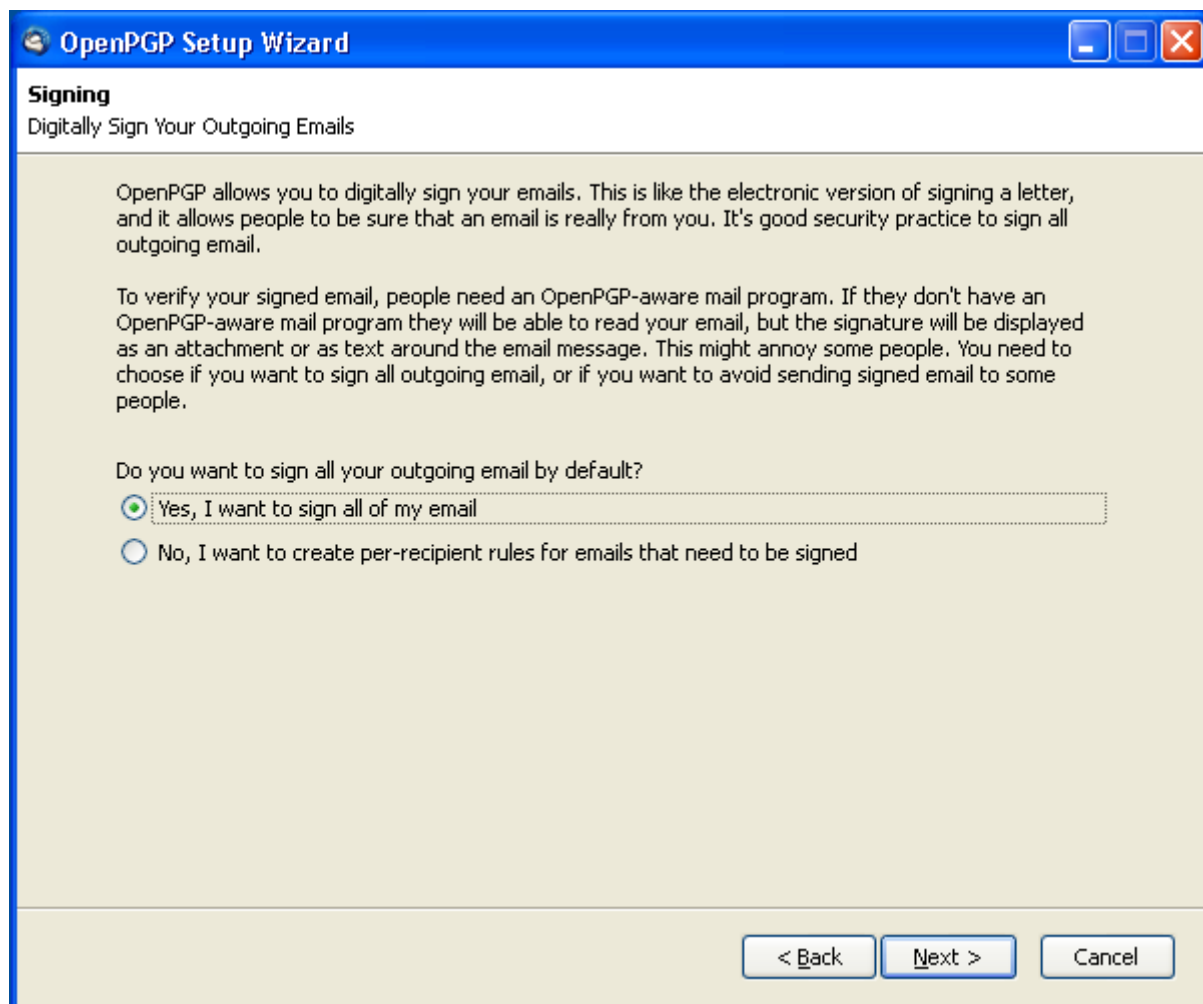 OpenPGP Setup Wizard
Signing
Digitally Sign Your Outgoing Emails
OpenPGP allows you to digitally sign your emails. This is like the electronic version of signing a letter,
and it allows people to be sure that an email is really from you. It's good security practice to sign all
outgoing email.
To verify your signed email, people need an OpenPGP-aware mail program. If they don't have an
OpenPGP-aware mail program they will be able to read your email, but the signature will be displayed
as an attachment or as text around the email message. This might annoy some people. You need to
choose if you want to sign all outgoing email, or if you want to avoid sending signed email to some
people.
Do you want to sign all your outgoing email by default?
Yes, I want to sign all of my email
No, I want to create per-recipient rules for emails that need to be signed
< Back
Next >
Cancel